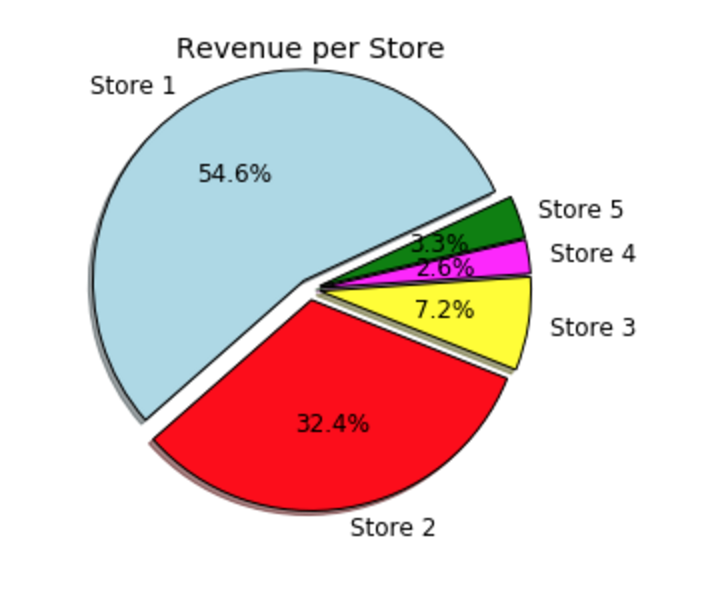 Revenue per Store
Store 1
54.6%
Store 5
3.3%
Store 4
2.6%
7.2%
Store 3
32.4%
Store 2